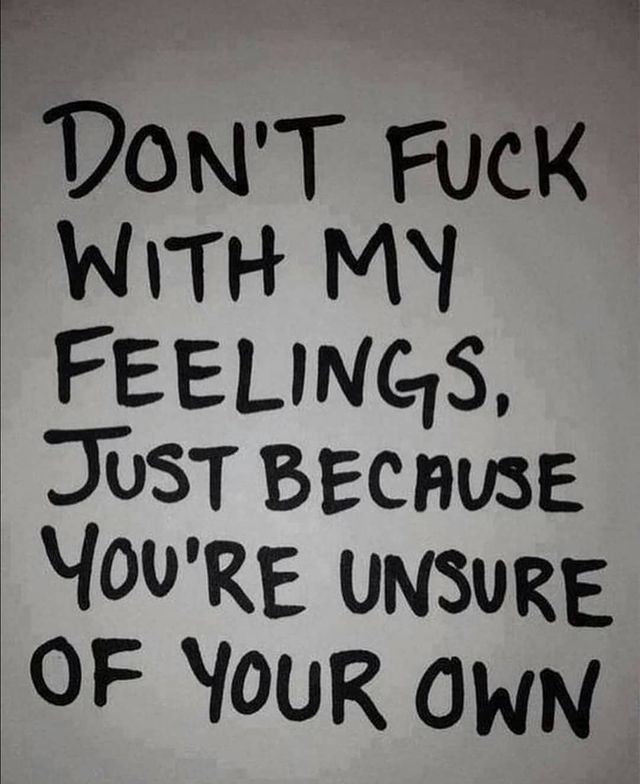 DON'T FUCK
WITH MY
FEELINGS,
JUST BECAUSE
YOU'RE UNSURE
OF YOUR OWN